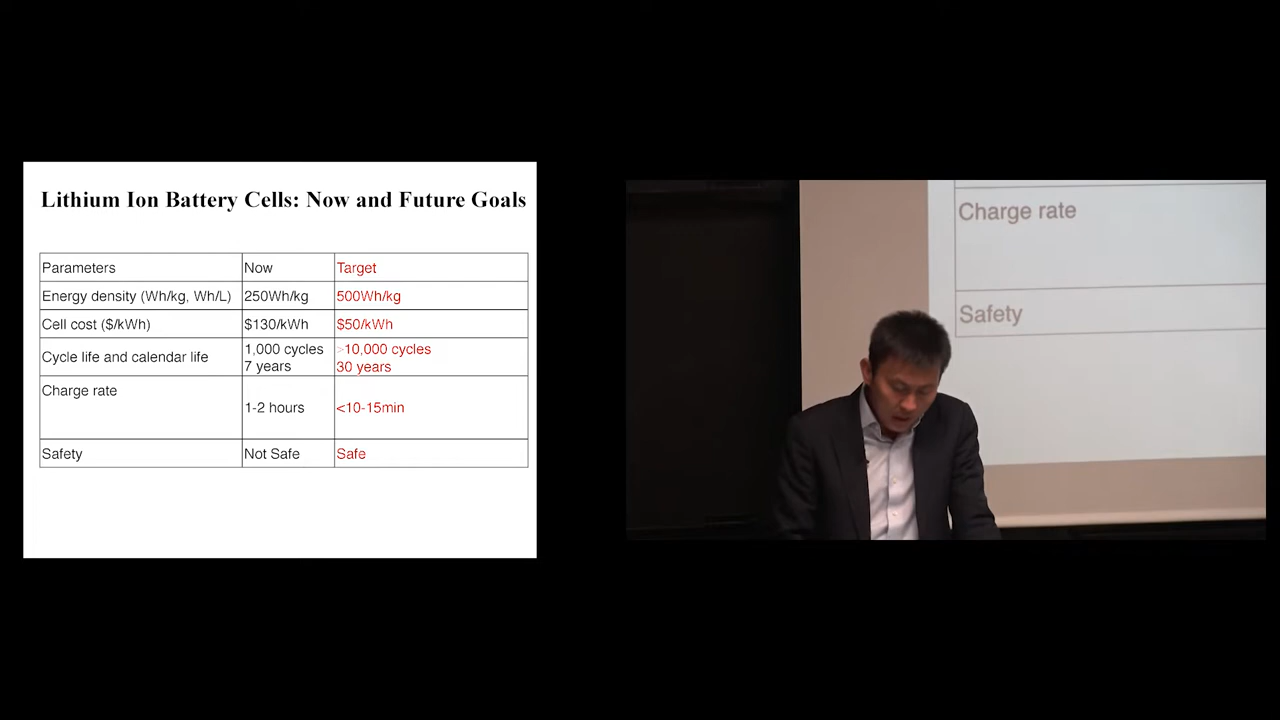 Lithium Ion Battery Cells: Now and Future Goals
Parameters Now Target
Energy density (Wh/kg, Wh/L) 250Wh/kg 500Wh/kg
Cell cost ($/kWh) $130/kWh $50/kWh
Cycle life and calendar life 1,000 cycles >10,000 cycles
7 years 30 years
Charge rate
1-2 hours <10-15min
Safety Not Safe Safe
Charge rate
Safety